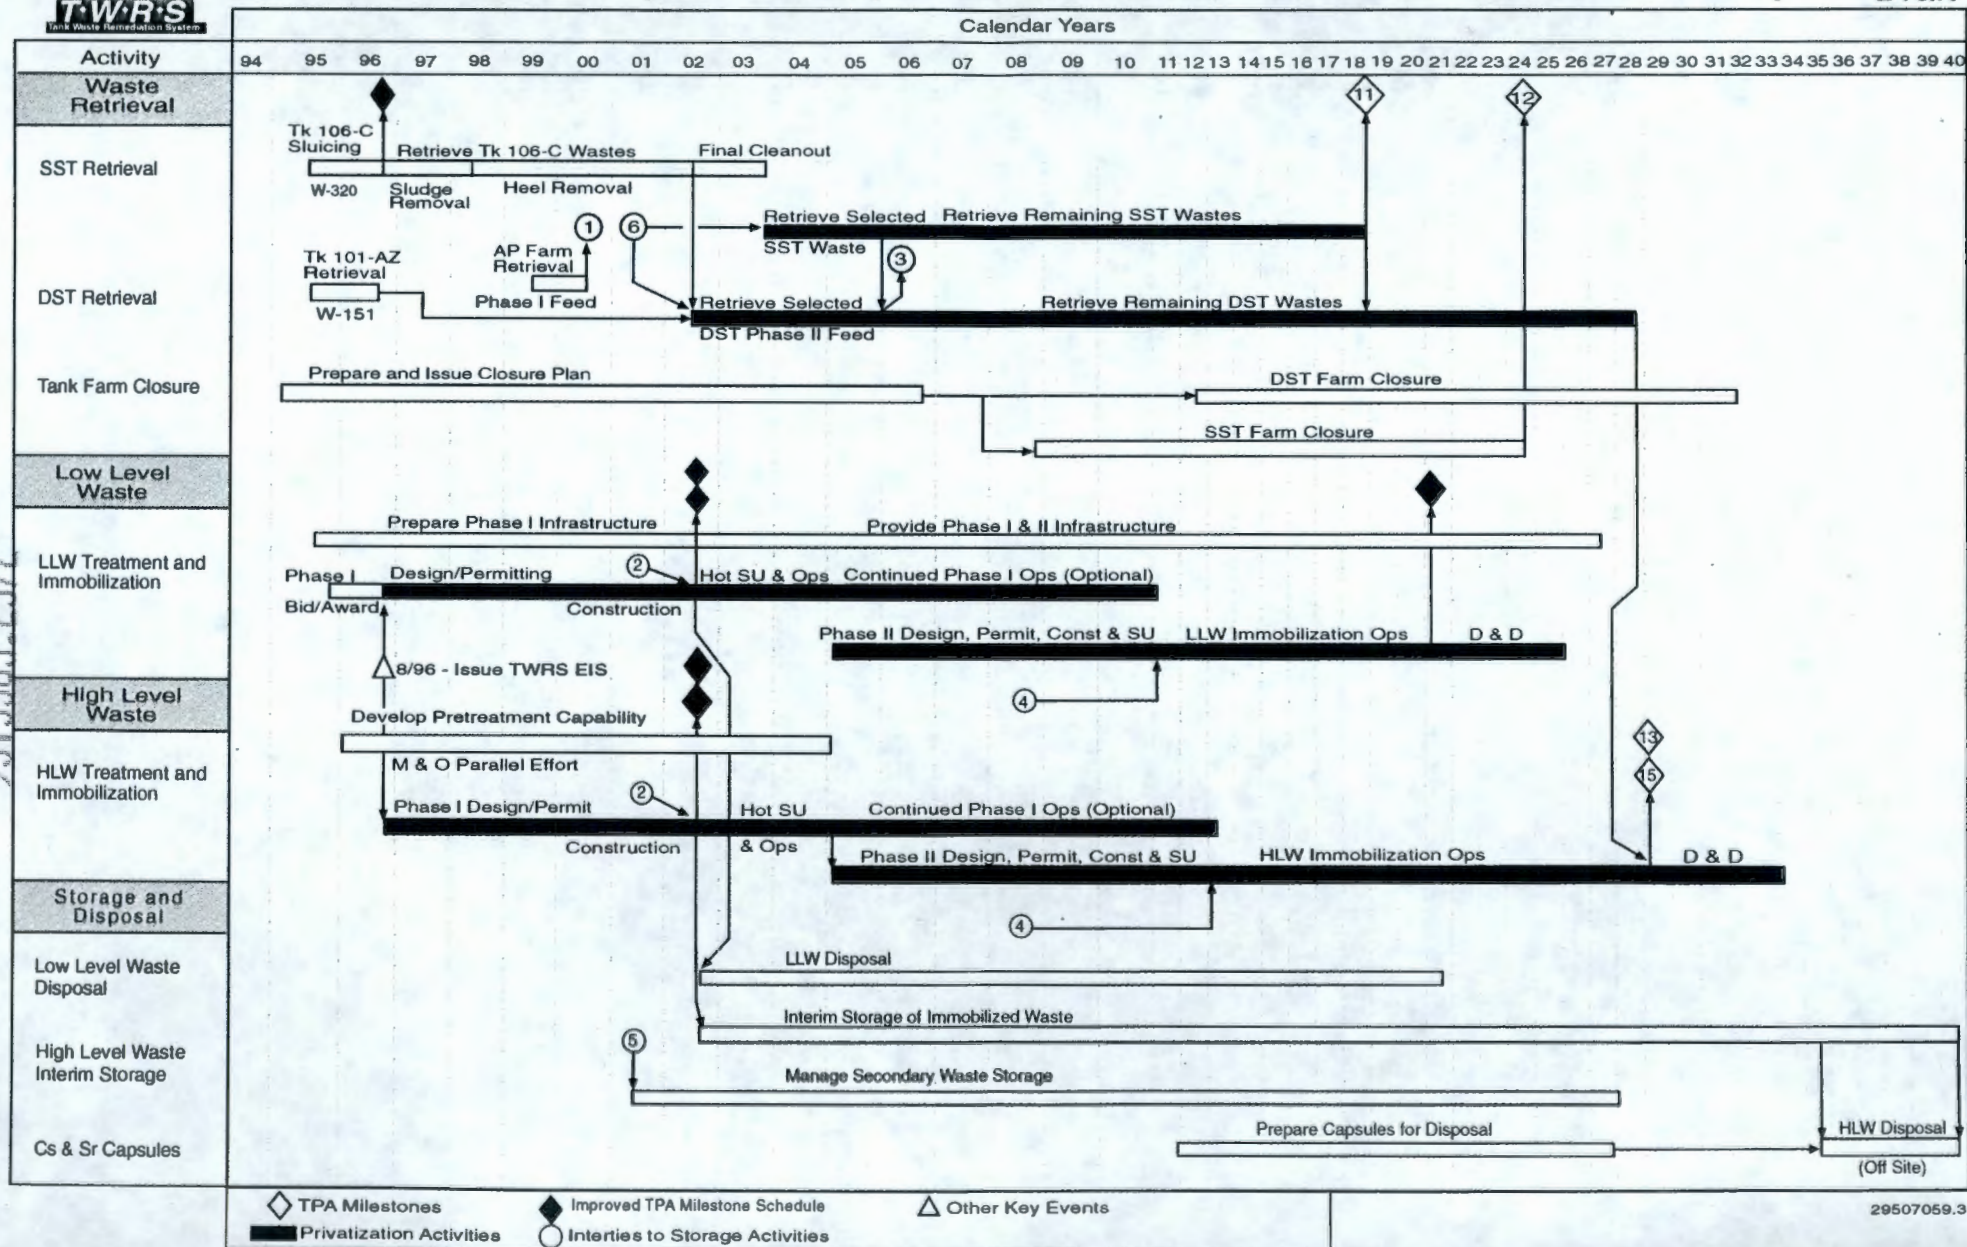 T·W·R·S
Tank Waste Remediation System
Calendar Years
Activity
94 95 96 97 98 99 00 01 02 03 04 05 06 07 08 09 10 11 12 13 14 15 16 17 18 19 20 21 22 23 24 25 26 27 28 29 30 31 32 33 34 35 36 37 38 39 40
Waste
Retrieval
11
12
Tk 106-C
Sluicing
Retrieve Tk 106-C Wastes
Final Cleanout
SST Retrieval
W-320
Sludge
Removal
Heel Removal
1
6
Retrieve Selected
Retrieve Remaining SST Wastes
SST Waste
3
Tk 101-AZ
Retrieval
AP Farm
Retrieval
DST Retrieval
W-151
Phase I Feed
Retrieve Selected
Retrieve Remaining DST Wastes
DST Phase II Feed
Tank Farm Closure
Prepare and Issue Closure Plan
DST Farm Closure
SST Farm Closure
Low Level
Waste
Prepare Phase I Infrastructure
Provide Phase I & II Infrastructure
LLW Treatment and
Immobilization
Phase I
Bid/Award
Design/Permitting
2
Hot SU & Ops
Continued Phase I Ops (Optional)
Construction
Phase II Design, Permit, Const & SU
LLW Immobilization Ops
D & D
8/96 - Issue TWRS EIS
4
High Level
Waste
Develop Pretreatment Capability
13
15
M & O Parallel Effort
HLW Treatment and
Immobilization
Phase I Design/Permit
2
Hot SU
& Ops
Continued Phase I Ops (Optional)
Construction
Phase II Design, Permit, Const & SU
HLW Immobilization Ops
D & D
4
Storage and
Disposal
Low Level Waste
Disposal
LLW Disposal
Interim Storage of Immobilized Waste
5
High Level Waste
Interim Storage
Manage Secondary Waste Storage
Cs & Sr Capsules
Prepare Capsules for Disposal
HLW Disposal
(Off Site)
TPA Milestones
Improved TPA Milestone Schedule
Other Key Events
29507059.3
Privatization Activities
Interties to Storage Activities